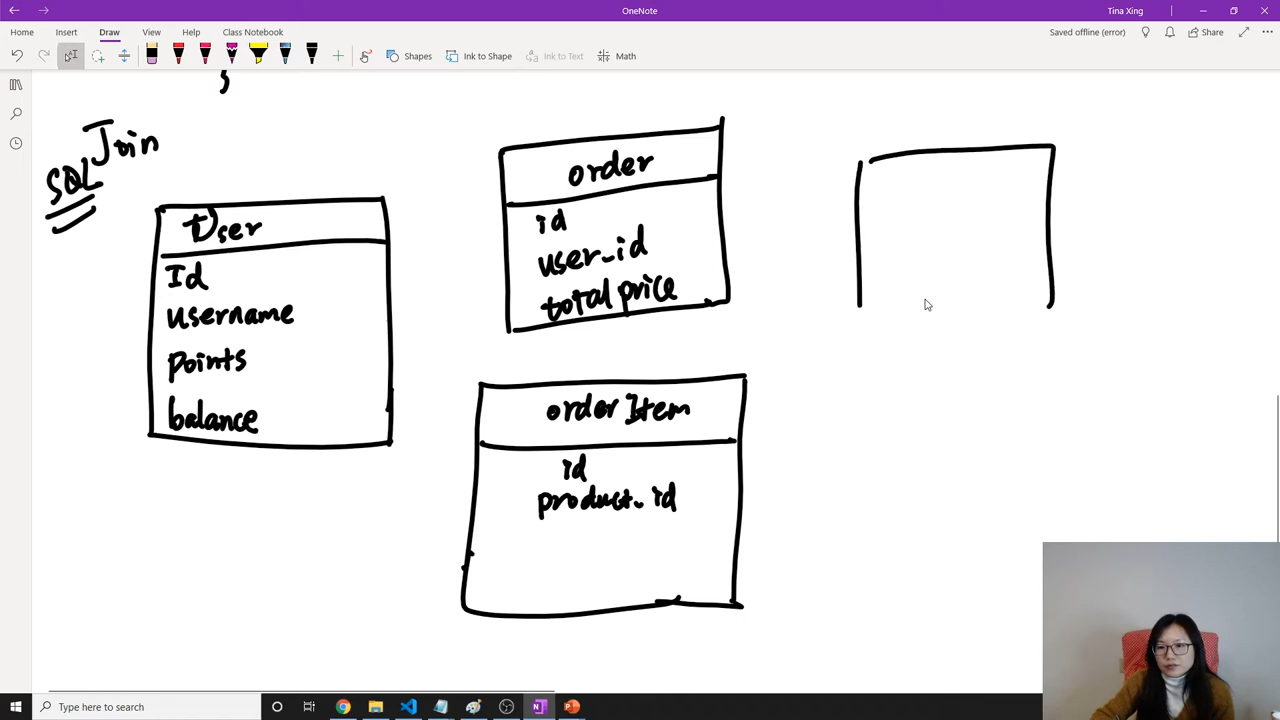 OneNote
Tina Xing
Home Insert Draw View Help Class Notebook
Saved offline (error) Share
Shapes Ink to Shape Ink to Text Math
SQL Join
User
Id
username
points
balance
order
id
user_id
total price
order Item
id
product_id
Type here to search